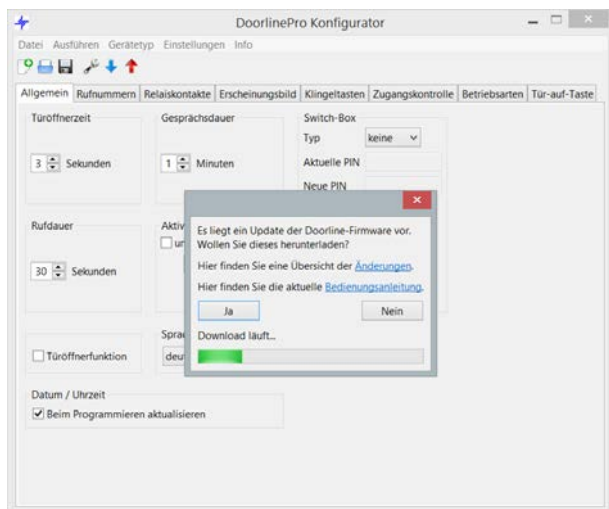 DoorlinePro Konfigurator
Datei Ausführen Gerätetyp Einstellungen Info
Allgemein Rufnummern Relaiskontakte Erscheinungsbild Klingeltasten Zugangskontrolle Betriebsarten Tür-auf-Taste
Türöffnerzeit Gesprächsdauer Switch-Box
Typ keine
3 Sekunden 1 Minuten Aktuelle PIN
Neue PIN
Rufdauer Aktiv
Es liegt ein Update der Doorline-Firmware vor.
Wollen Sie dieses herunterladen?
Hier finden Sie eine Übersicht der Änderungen.
30 Sekunden
Hier finden Sie die aktuelle Bedienungsanleitung.
Ja Nein
Download läuft...
Türöffnerfunktion
Datum / Uhrzeit
Beim Programmieren aktualisieren